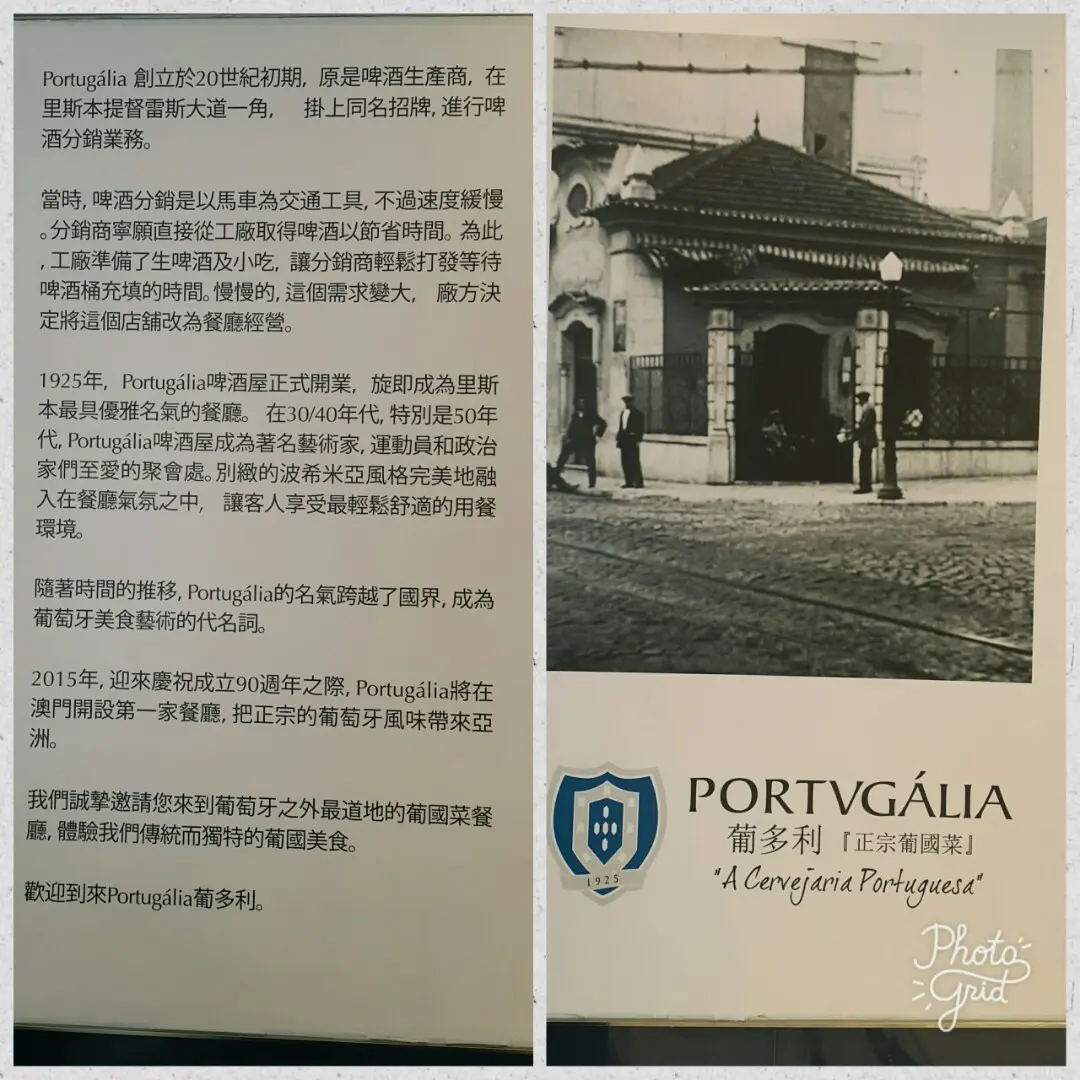 Portugália 創立於20世紀初期, 原是啤酒生產商, 在
里斯本提督雷斯大道一角, 掛上同名招牌, 進行啤
酒分銷業務。
當時, 啤酒分銷是以馬車為交通工具, 不過速度緩慢
。分銷商寧願直接從工廠取得啤酒以節省時間。為此
, 工廠準備了生啤酒及小吃, 讓分銷商輕鬆打發等待
啤酒桶充填的時間。慢慢的, 這個需求變大, 廠方決
定將這個店舖改為餐廳經營。
1925年, Portugália啤酒屋正式開業, 旋即成為里斯
本最具優雅名氣的餐廳。 在30/40年代, 特別是50年
代, Portugália啤酒屋成為著名藝術家, 運動員和政治
家們至愛的聚會處。別緻的波希米亞風格完美地融
入在餐廳氣氛之中, 讓客人享受最輕鬆舒適的用餐
環境。
隨著時間的推移, Portugália的名氣跨越了國界, 成為
葡萄牙美食藝術的代名詞。
2015年, 迎來慶祝成立90週年之際, Portugália將在
澳門開設第一家餐廳, 把正宗的葡萄牙風味帶來亞
洲。
我們誠摯邀請您來到葡萄牙之外最道地的葡國菜餐
廳, 體驗我們傳統而獨特的葡國美食。
歡迎到來Portugália葡多利。
1925
PORTVGÁLIA
葡多利『正宗葡國菜』
"A Cervejaria Portuguesa"
Photo
Grid